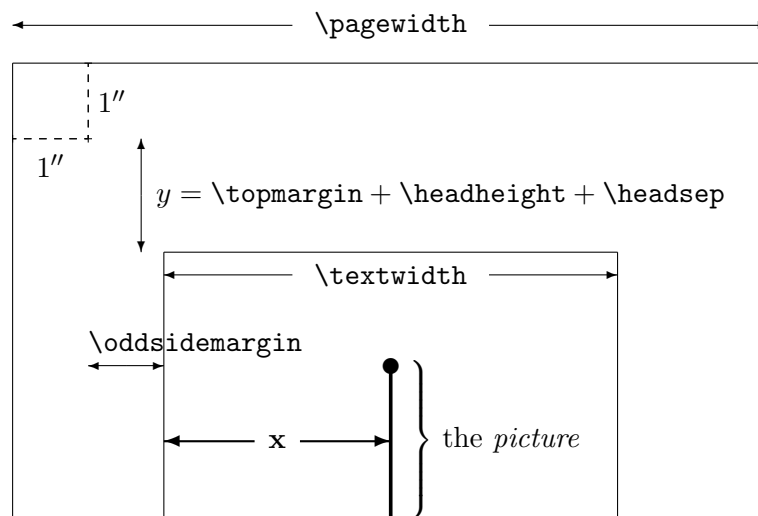 \pagewidth
1″
1″
y = \topmargin + \headheight + \headsep
\textwidth
\oddsidemargin
x
the picture